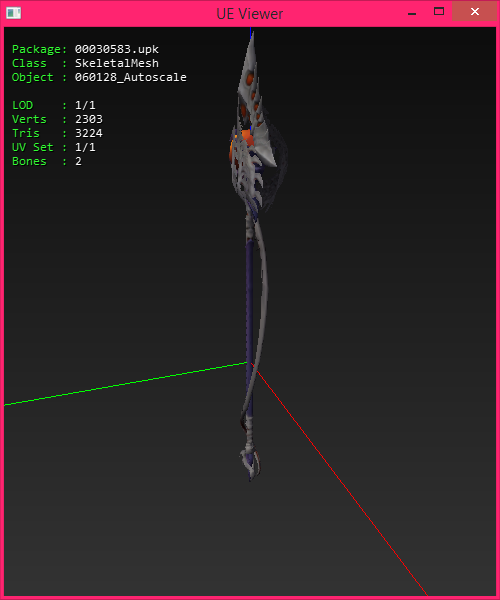 UE Viewer
Package: 00030583.upk
Class  : SkeletalMesh
Object : 060128_Autoscale
LOD    : 1/1
Verts  : 2303
Tris   : 3224
UV Set : 1/1
Bones  : 2